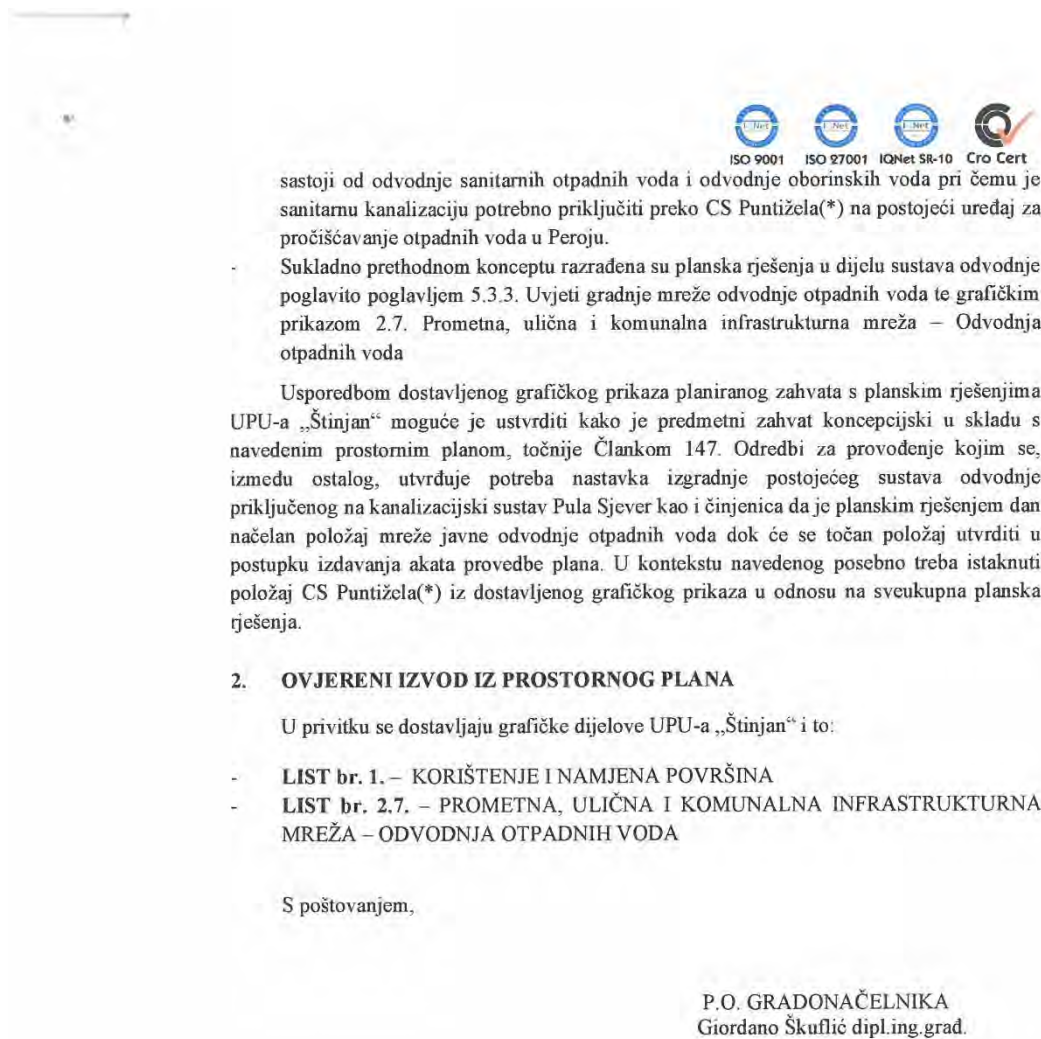 IQNet IQNet IQNet
ISO 9001 ISO 27001 IQNet SR-10 Cro Cert
sastoji od odvodnje sanitarnih otpadnih voda i odvodnje oborinskih voda pri čemu je
sanitarnu kanalizaciju potrebno priključiti preko CS Puntižela(*) na postojeći uređaj za
pročišćavanje otpadnih voda u Peroju.
- Sukladno prethodnom konceptu razrađena su planska rješenja u dijelu sustava odvodnje
poglavito poglavljem 5.3.3. Uvjeti gradnje mreže odvodnje otpadnih voda te grafičkim
prikazom 2.7. Prometna, ulična i komunalna infrastrukturna mreža – Odvodnja
otpadnih voda
Usporedbom dostavljenog grafičkog prikaza planiranog zahvata s planskim rješenjima
UPU-a „Štinjan“ moguće je ustvrditi kako je predmetni zahvat koncepcijski u skladu s
navedenim prostornim planom, točnije Člankom 147. Odredbi za provođenje kojim se,
između ostalog, utvrđuje potreba nastavka izgradnje postojećeg sustava odvodnje
priključenog na kanalizacijski sustav Pula Sjever kao i činjenica da je planskim rješenjem dan
načelan položaj mreže javne odvodnje otpadnih voda dok će se točan položaj utvrditi u
postupku izdavanja akata provedbe plana. U kontekstu navedenog posebno treba istaknuti
položaj CS Puntižela(*) iz dostavljenog grafičkog prikaza u odnosu na sveukupna planska
rješenja.
2. OVJERENI IZVOD IZ PROSTORNOG PLANA
U privitku se dostavljaju grafičke dijelove UPU-a „Štinjan“ i to:
- LIST br. 1. – KORIŠTENJE I NAMJENA POVRŠINA
- LIST br. 2.7. – PROMETNA, ULIČNA I KOMUNALNA INFRASTRUKTURNA
MREŽA – ODVODNJA OTPADNIH VODA
S poštovanjem,
P.O. GRADONAČELNIKA
Giordano Škuflić dipl.ing.građ.